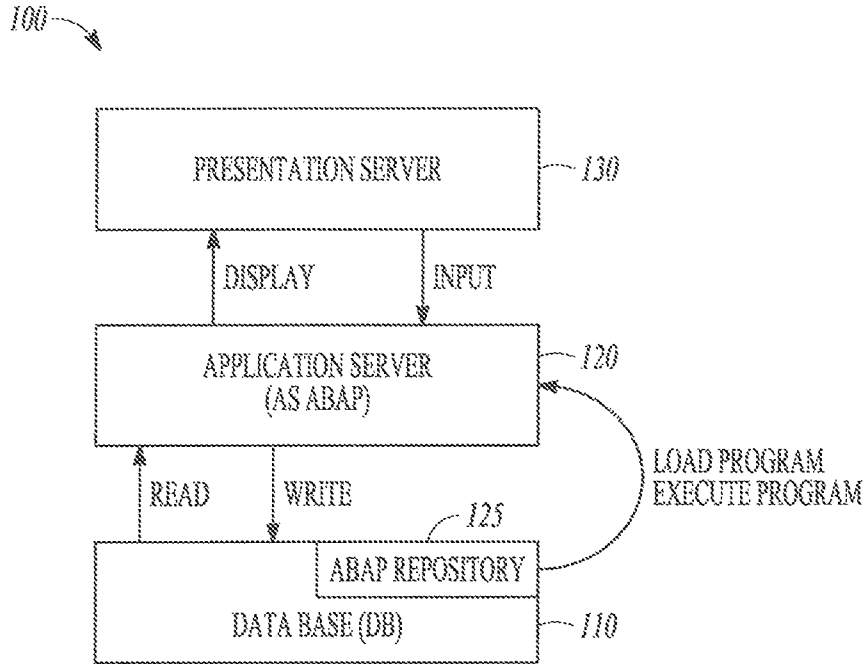 100
PRESENTATION SERVER
130
DISPLAY
INPUT
APPLICATION SERVER
(AS ABAP)
120
LOAD PROGRAM
EXECUTE PROGRAM
READ
WRITE
125
ABAP REPOSITORY
DATA BASE (DB)
110